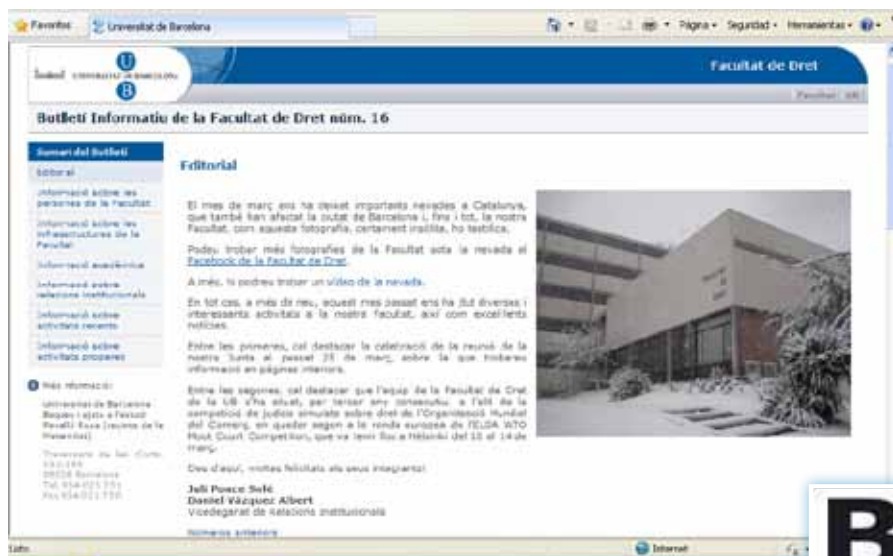 Favoritos Universitat de Barcelona Página Seguridad Herramientas
UNIVERSITAT DE BARCELONA
U
B
Facultat de Dret
Butlletí Informatiu de la Facultat de Dret núm. 16
Sumari del Butlletí
Editorial
Informació sobre les
persones de la Facultat
Informació sobre les
infraestructures de la
Facultat
Informació acadèmica
Informació sobre
relacions institucionals
Informació sobre
activitats recents
Informació sobre
activitats properes
Més informació:
Universitat de Barcelona
Beques i ajuts a l'estudi
Editorial
El mes de març ens ha deixat importants nevades a Catalunya,
que també han afectat la ciutat de Barcelona i, fins i tot, la nostra
Facultat, com aquesta fotografia, certament insòlita, ho testifica.
Podeu trobar més fotografies de la Facultat sota la nevada al
Facebook de la Facultat de Dret.
A més, hi podreu trobar un vídeo de la nevada.
En tot cas, a més de neu, aquest mes passat ens ha dut diverses i
interessants activitats a la nostra facultat, així com excel·lents
notícies.
Entre les primeres, cal destacar la celebració de la reunió de la
nostra Junta el passat 25 de març, sobre la que trobareu
informació en pàgines interiors.
Entre les segones, cal destacar que l'equip de la Facultat de Dret
de la UB s'ha situat, per tercer any consecutiu, a l'elit de la
competició de judicis simulats sobre dret de l'Organització Mundial
del Comerç, en quedar segon a la ronda europea de l'ELSA WTO
Moot Court Competition, que va tenir lloc a Hèlsinki del 10 al 14 de
març.
Des d'aquí, moltes felicitats als seus integrants!
Juli Ponce Solé
Daniel Vázquez Albert
Vicedeganat de Relacions Institucionals
Números anteriors
Listo Internet
B